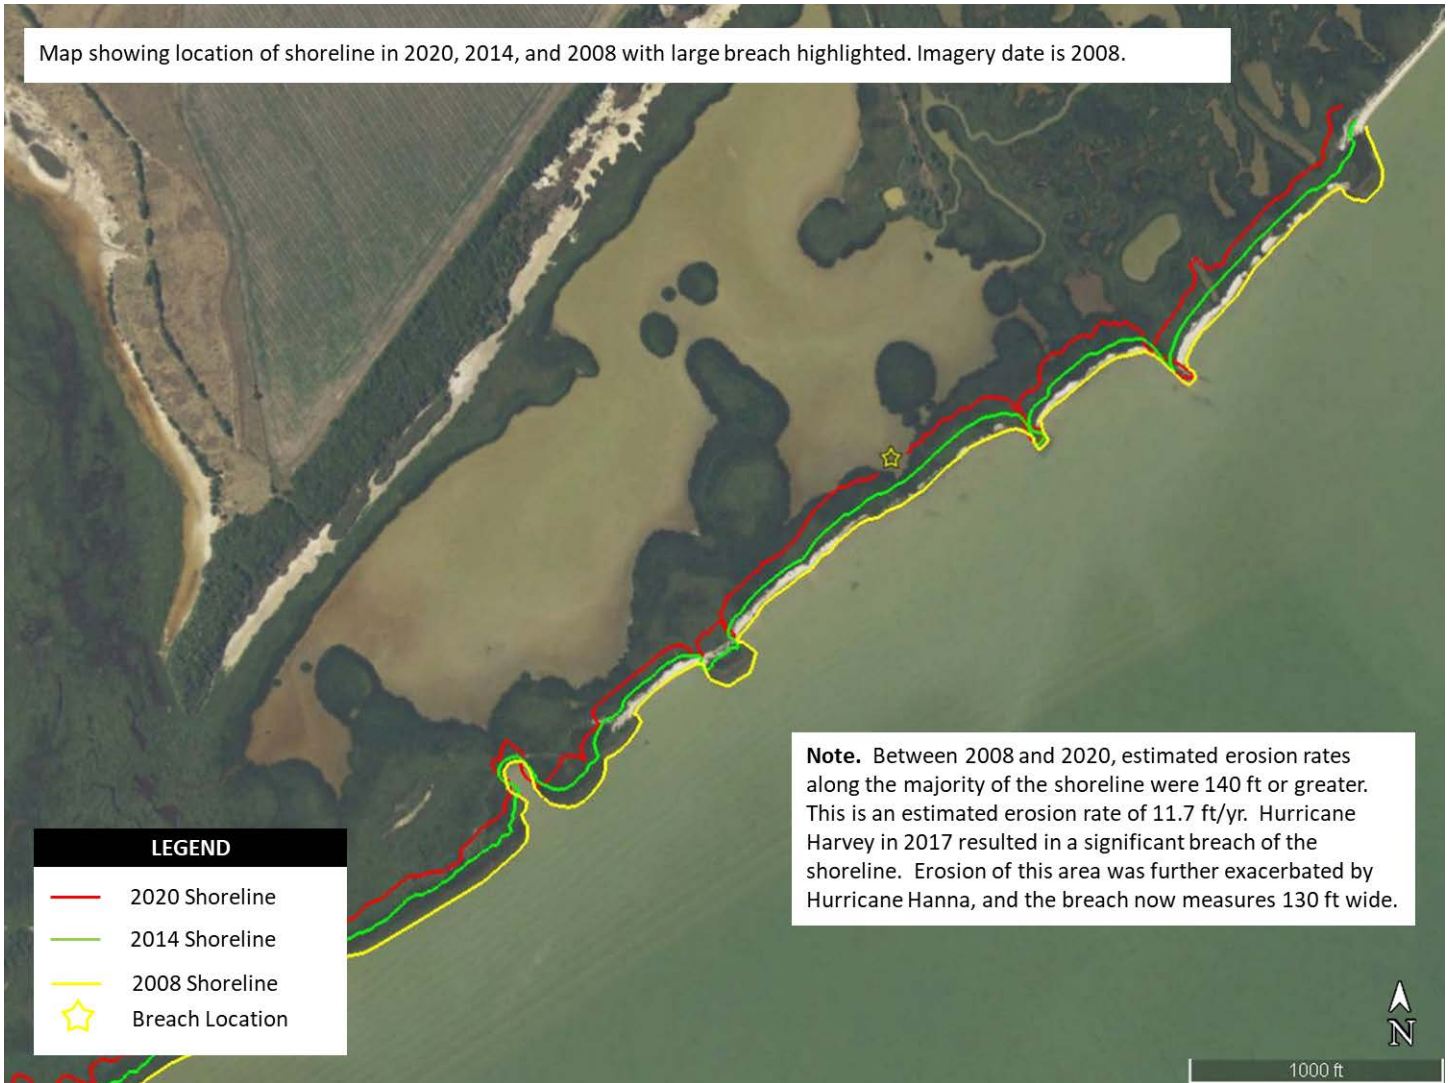 Map showing location of shoreline in 2020, 2014, and 2008 with large breach highlighted. Imagery date is 2008.
Note.  Between 2008 and 2020, estimated erosion rates
along the majority of the shoreline were 140 ft or greater.
This is an estimated erosion rate of 11.7 ft/yr.  Hurricane
Harvey in 2017 resulted in a significant breach of the
shoreline.  Erosion of this area was further exacerbated by
Hurricane Hanna, and the breach now measures 130 ft wide.
LEGEND
2020 Shoreline
2014 Shoreline
2008 Shoreline
Breach Location
N
1000 ft